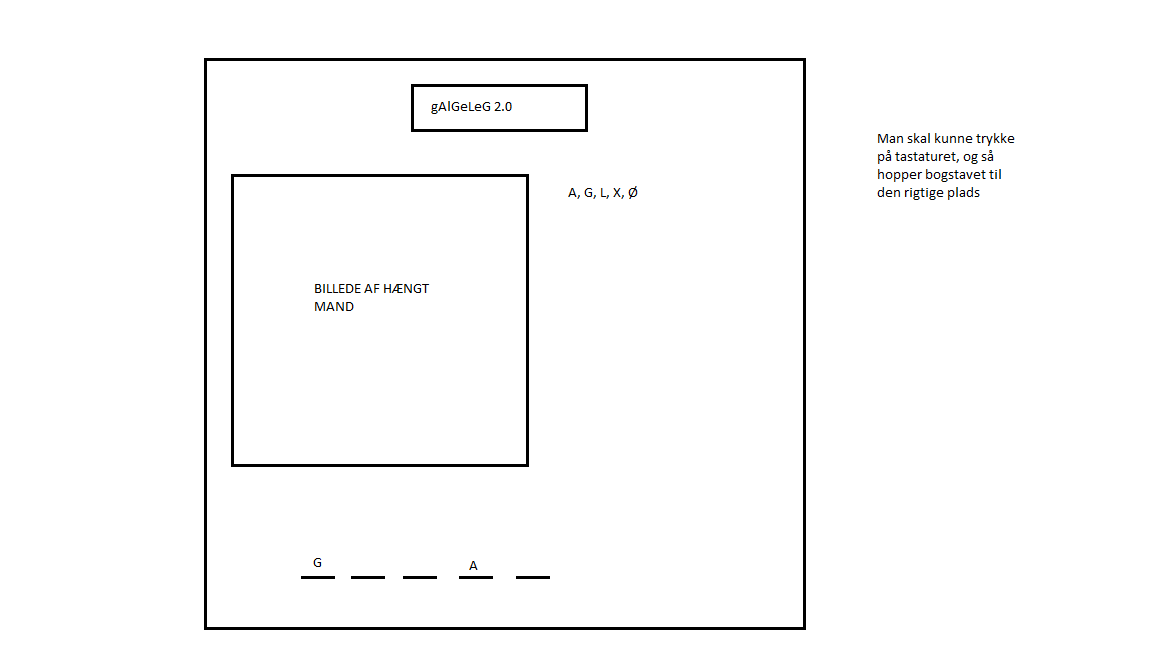 gAlGeLeG 2.0
Man skal kunne trykke
på tastaturet, og så
hopper bogstavet til
den rigtige plads
A, G, L, X, Ø
BILLEDE AF HÆNGT
MAND
G
A